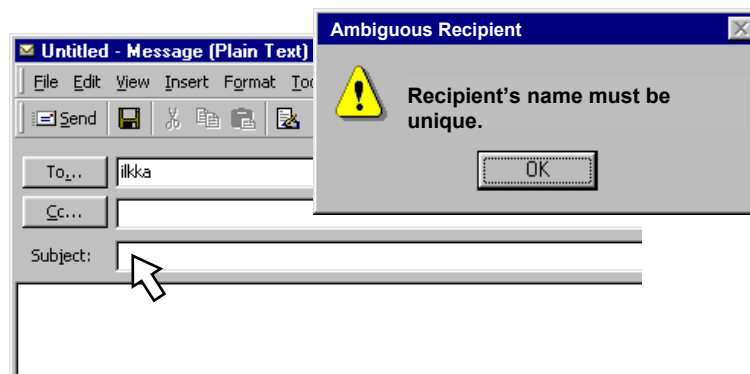 Ambiguous Recipient
Untitled - Message (Plain Text)
File Edit View Insert Format
Recipient's name must be
unique.
Send
OK
To... ilkka
Cc...
Subject: